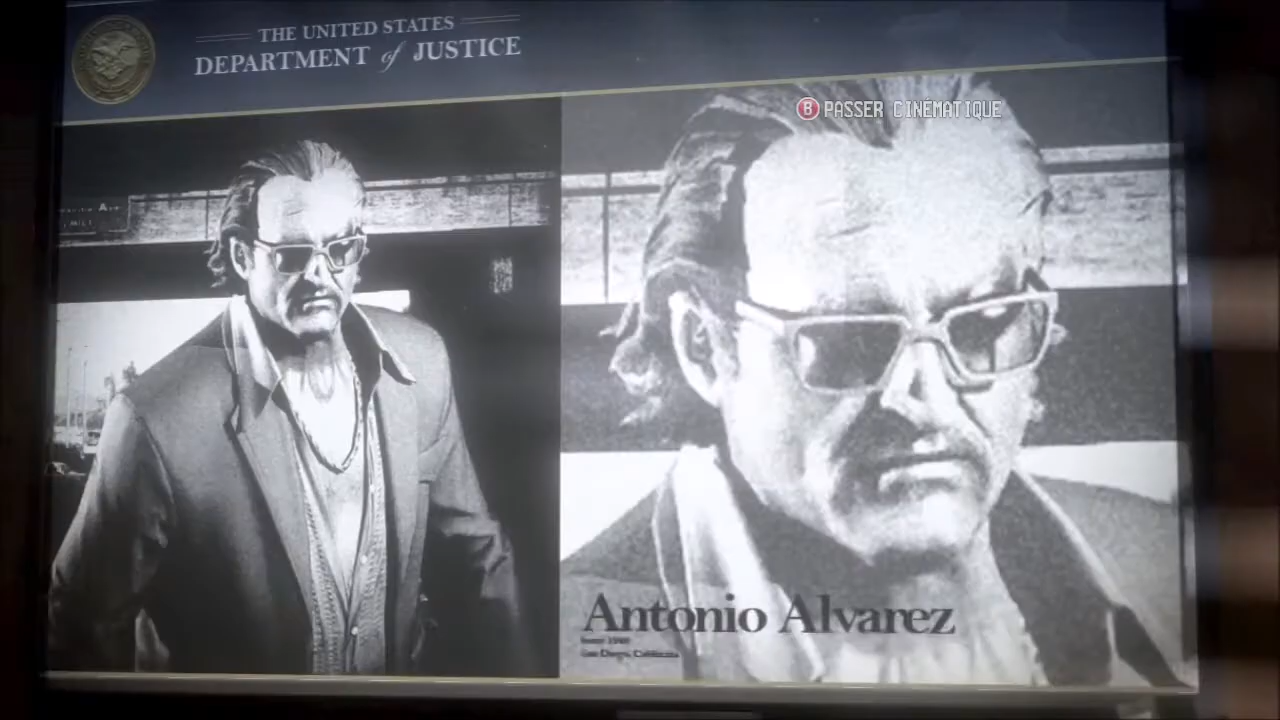 THE UNITED STATES
DEPARTMENT of JUSTICE
B PASSER CINÉMATIQUE
Antonio Alvarez